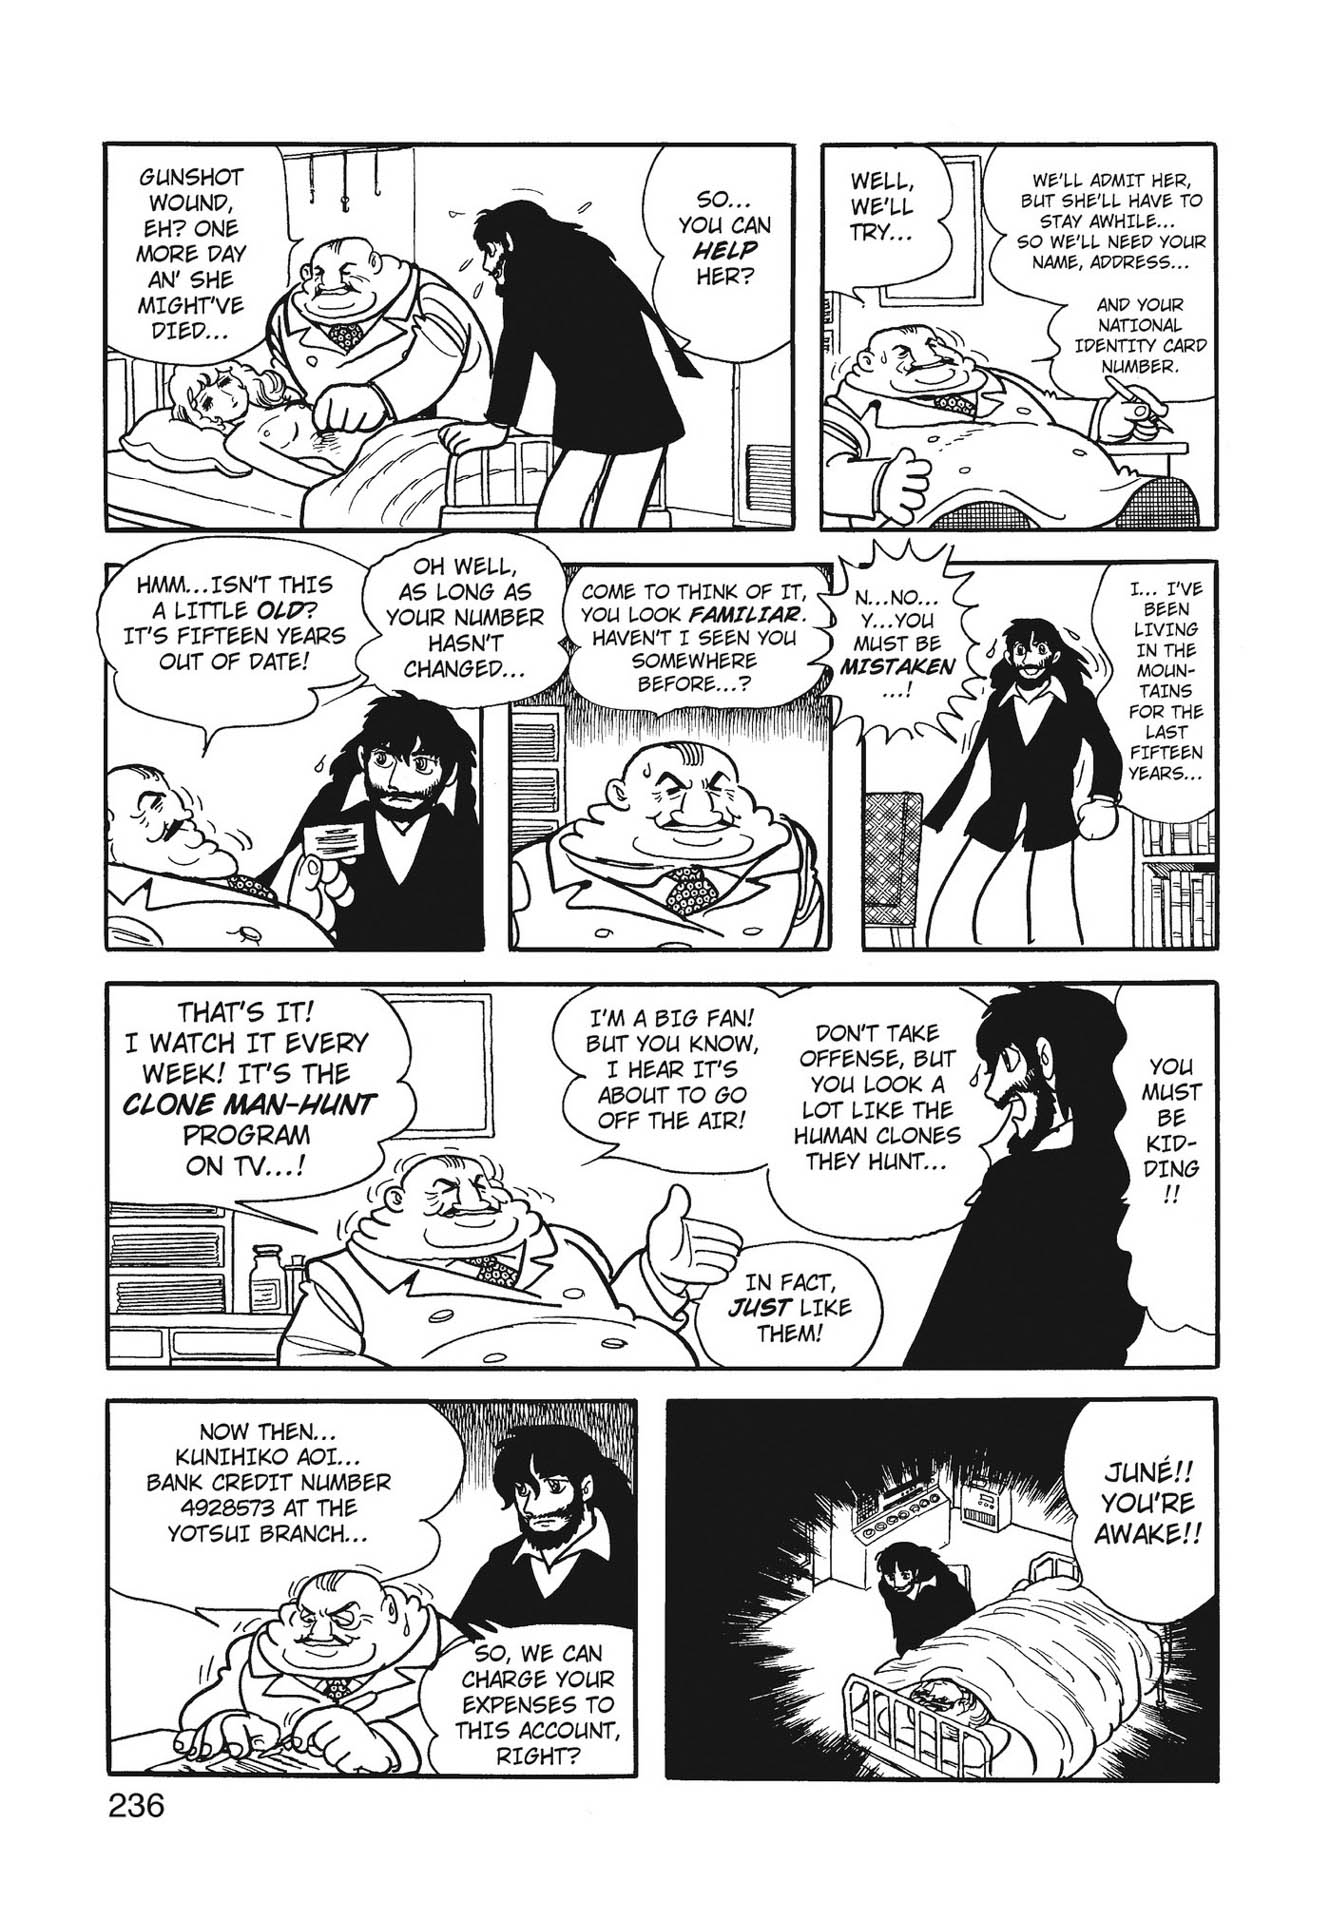 GUNSHOT
WOUND,
EH? ONE
MORE DAY
AN' SHE
MIGHT'VE
DIED...
SO...
YOU CAN
HELP
HER?
WELL,
WE'LL
TRY...
WE'LL ADMIT HER,
BUT SHE'LL HAVE TO
STAY AWHILE...
SO WE'LL NEED YOUR
NAME, ADDRESS...
AND YOUR
NATIONAL
IDENTITY CARD
NUMBER.
HMM...ISN'T THIS
A LITTLE OLD?
IT'S FIFTEEN YEARS
OUT OF DATE!
OH WELL,
AS LONG AS
YOUR NUMBER
HASN'T
CHANGED...
COME TO THINK OF IT,
YOU LOOK FAMILIAR.
HAVEN'T I SEEN YOU
SOMEWHERE
BEFORE...?
N...NO...
Y...YOU
MUST BE
MISTAKEN
...!
I... I'VE
BEEN
LIVING
IN THE
MOUN-
TAINS
FOR THE
LAST
FIFTEEN
YEARS...
THAT'S IT!
I WATCH IT EVERY
WEEK! IT'S THE
CLONE MAN-HUNT
PROGRAM
ON TV...!
I'M A BIG FAN!
BUT YOU KNOW,
I HEAR IT'S
ABOUT TO GO
OFF THE AIR!
DON'T TAKE
OFFENSE, BUT
YOU LOOK A
LOT LIKE THE
HUMAN CLONES
THEY HUNT...
IN FACT,
JUST LIKE
THEM!
YOU
MUST
BE
KID-
DING
!!
NOW THEN...
KUNIHIKO AOI...
BANK CREDIT NUMBER
4928573 AT THE
YOTSUI BRANCH...
SO, WE CAN
CHARGE YOUR
EXPENSES TO
THIS ACCOUNT,
RIGHT?
JUNÉ!!
YOU'RE
AWAKE!!
236